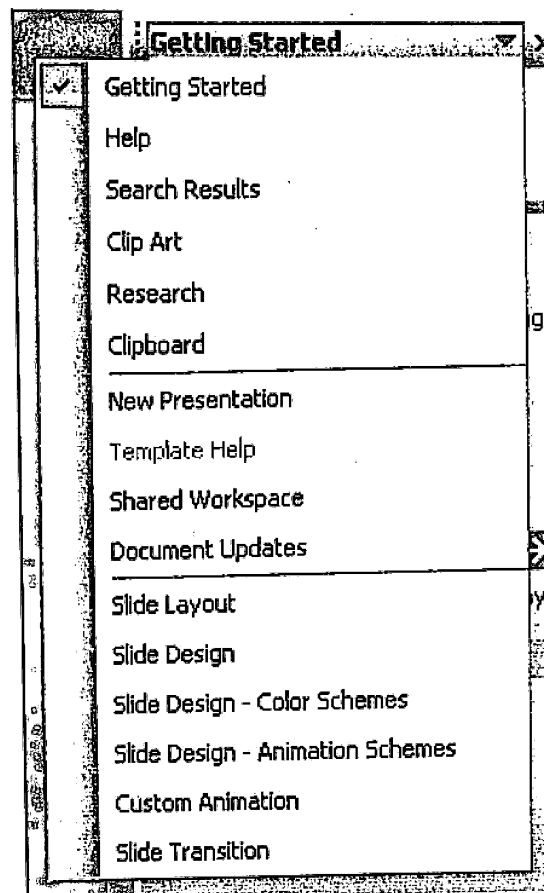 Getting Started
Getting Started
Help
Search Results
Clip Art
Research
Clipboard
New Presentation
Template Help
Shared Workspace
Document Updates
Slide Layout
Slide Design
Slide Design - Color Schemes
Slide Design - Animation Schemes
Custom Animation
Slide Transition